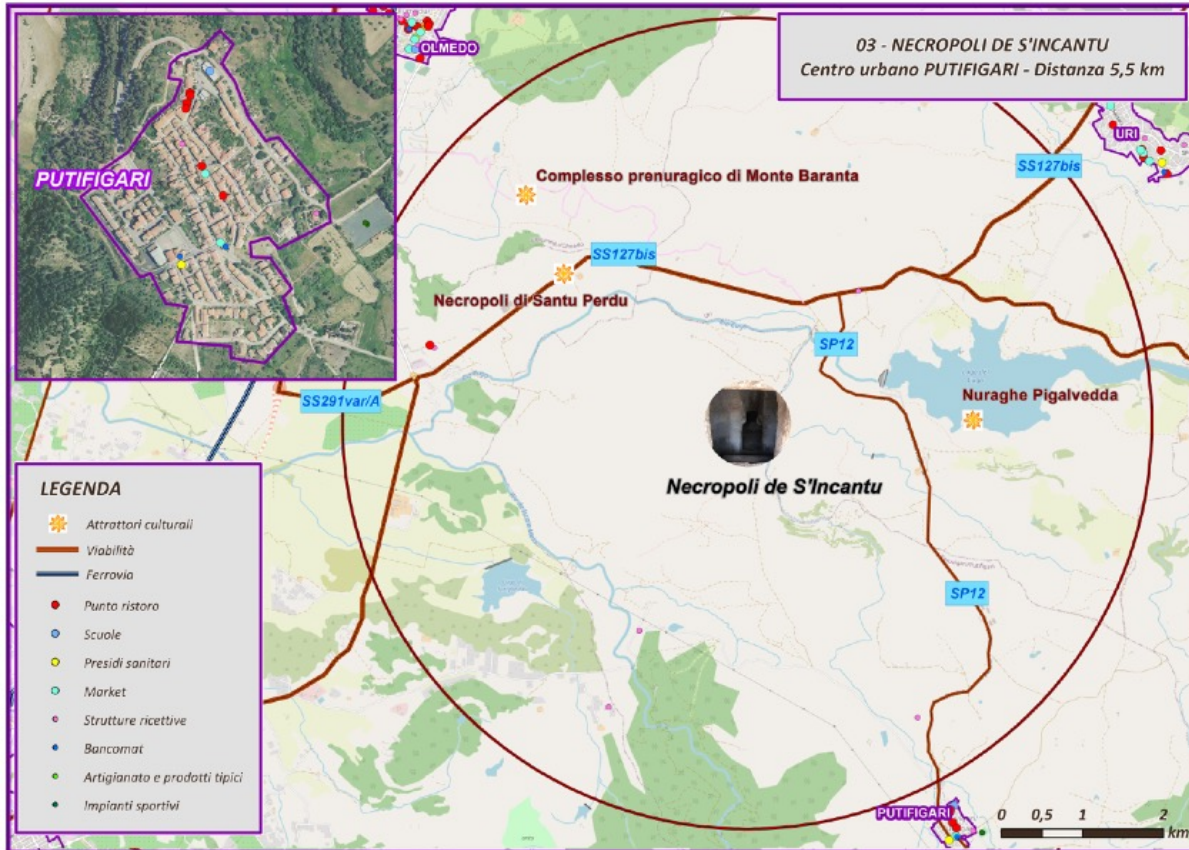 03 - NECROPOLI DE S'INCANTU
Centro urbano PUTIFIGARI - Distanza 5,5 km
PUTIFIGARI
OLMEDO
URI
SS127bis
Complesso prenuragico di Monte Baranta
SS127bis
Necropoli di Santu Perdu
SP12
SS291var/A
Nuraghe Pigalvedda
Necropoli de S'Incantu
SP12
PUTIFIGARI
0 0,5 1 2
km
LEGENDA
Attrattori culturali
Viabilità
Ferrovia
Punto ristoro
Scuole
Presidi sanitari
Market
Strutture ricettive
Bancomat
Artigianato e prodotti tipici
Impianti sportivi